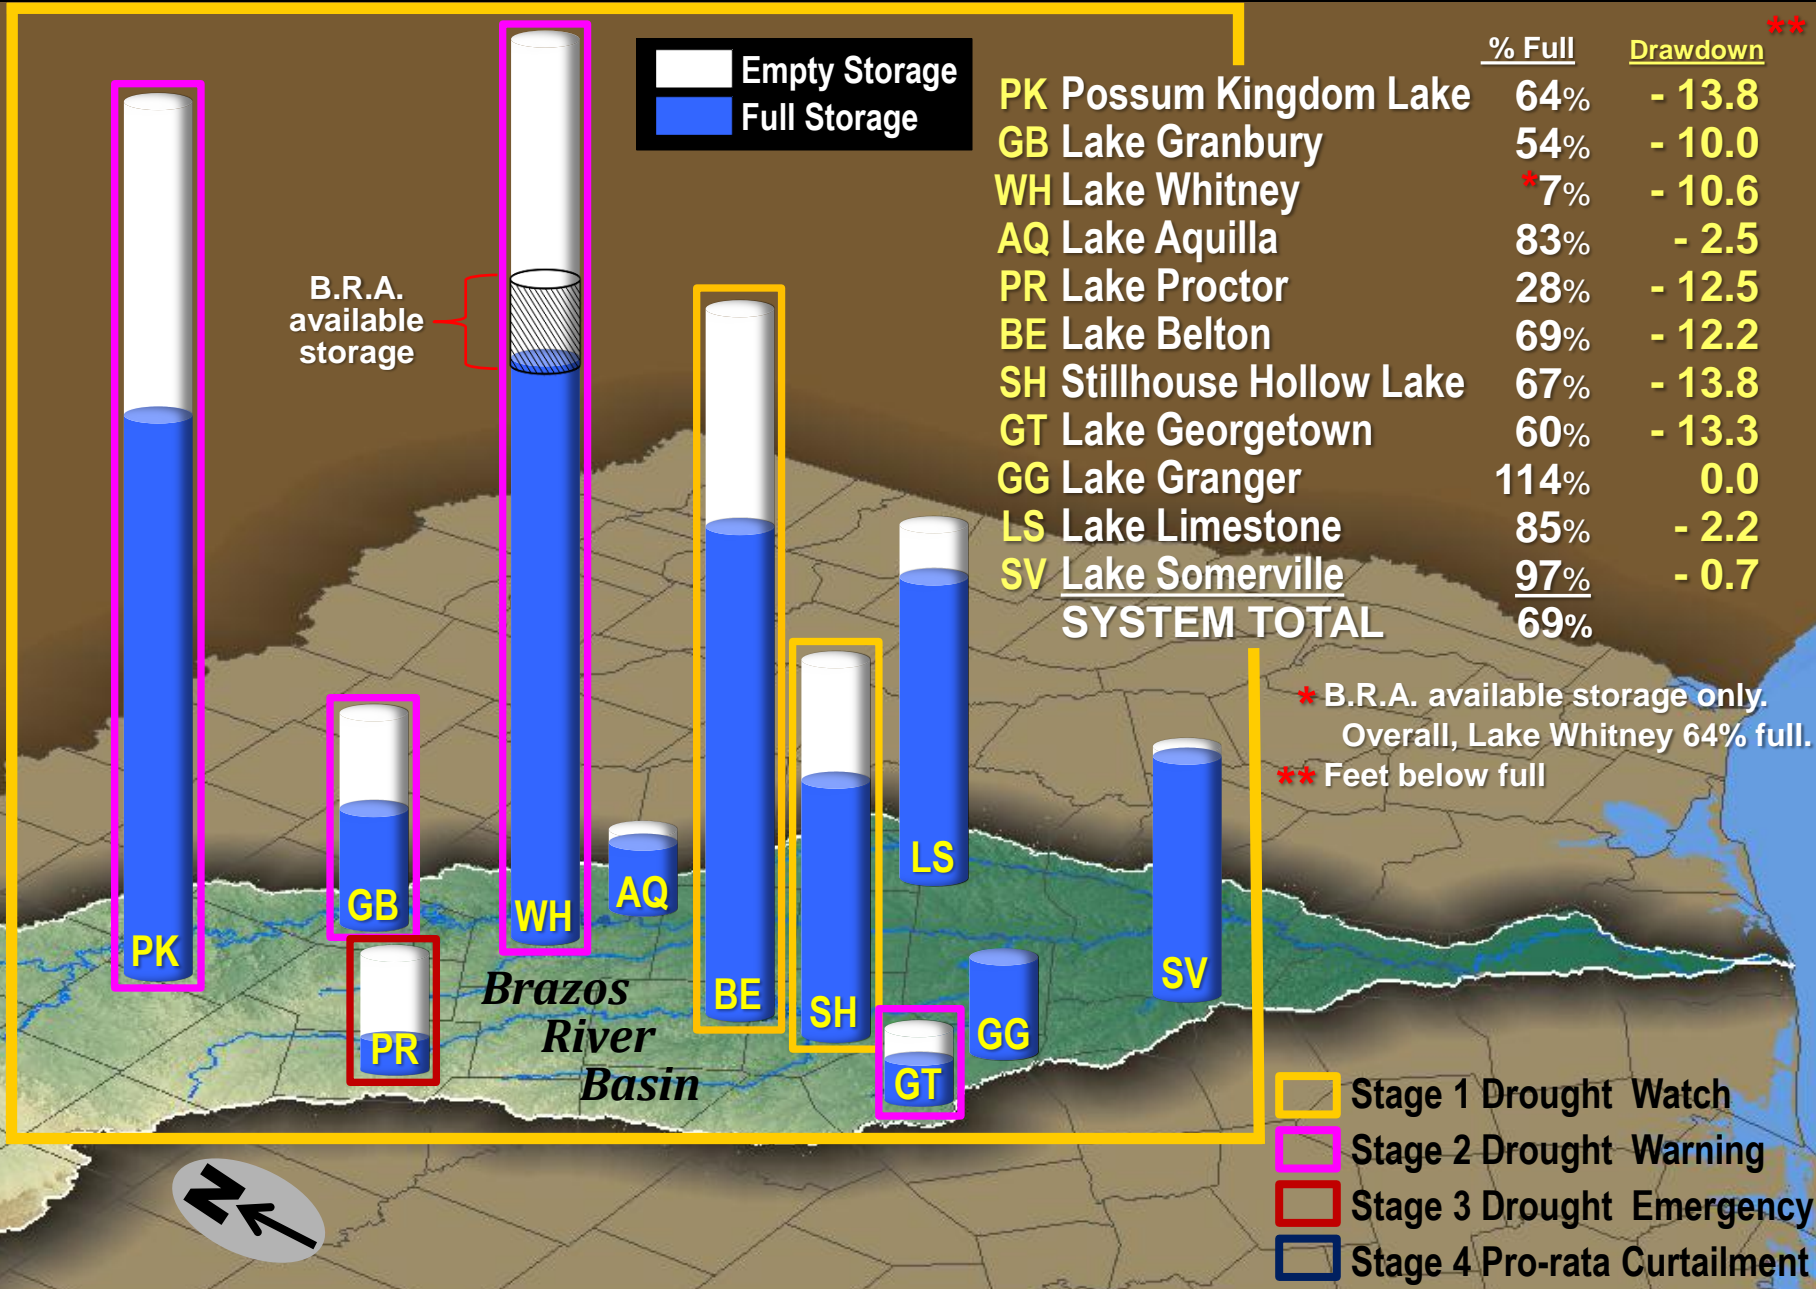 Empty Storage
Full Storage
% Full Drawdown **
PK Possum Kingdom Lake 64% - 13.8
GB Lake Granbury 54% - 10.0
WH Lake Whitney *7% - 10.6
AQ Lake Aquilla 83% - 2.5
PR Lake Proctor 28% - 12.5
BE Lake Belton 69% - 12.2
SH Stillhouse Hollow Lake 67% - 13.8
GT Lake Georgetown 60% - 13.3
GG Lake Granger 114% 0.0
LS Lake Limestone 85% - 2.2
SV Lake Somerville 97% - 0.7
SYSTEM TOTAL 69%
* B.R.A. available storage only.
Overall, Lake Whitney 64% full.
** Feet below full
B.R.A.
available
storage
PK
GB
WH
AQ
PR
BE
SH
LS
GT
GG
SV
Brazos
River
Basin
N
Stage 1 Drought Watch
Stage 2 Drought Warning
Stage 3 Drought Emergency
Stage 4 Pro-rata Curtailment